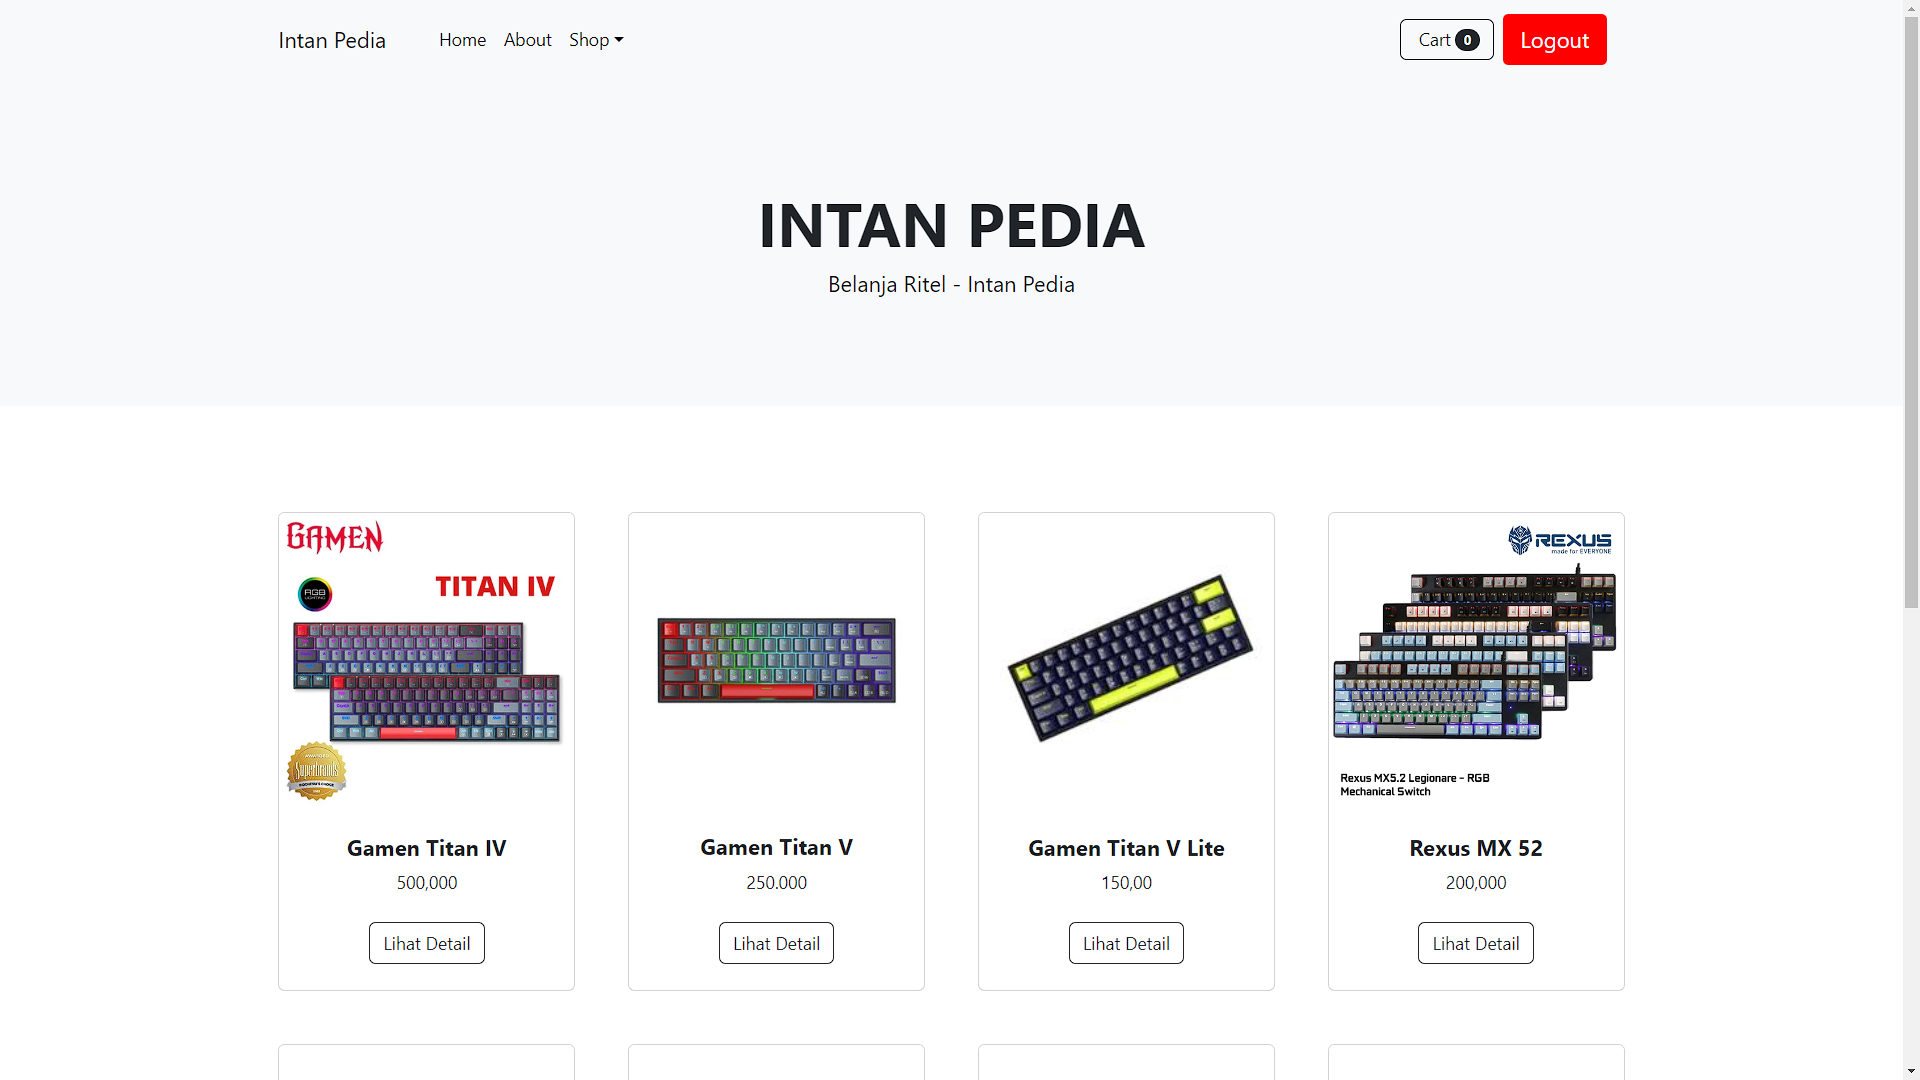 Intan Pedia
Home
About
Shop
Cart 0
Logout
INTAN PEDIA
Belanja Ritel - Intan Pedia
GAMEN
RGB
LIGHTING
TITAN IV
Superbrands
Gamen Titan IV
500,000
Lihat Detail
Gamen Titan V
250.000
Lihat Detail
Gamen Titan V Lite
150,00
Lihat Detail
REXUS
made for EVERYONE
Rexus MX5.2 Legionare - RGB
Mechanical Switch
Rexus MX 52
200,000
Lihat Detail